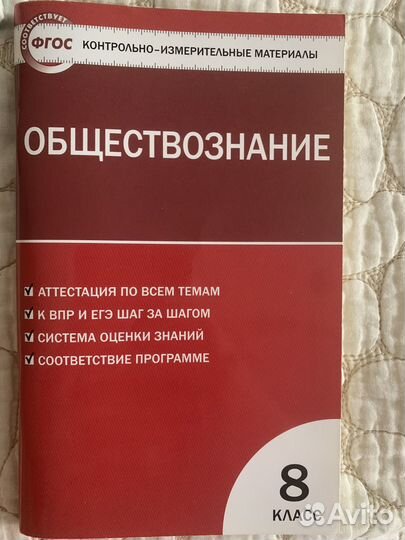 СООТВЕТСТВУЕТ
ФГОС
КОНТРОЛЬНО-ИЗМЕРИТЕЛЬНЫЕ МАТЕРИАЛЫ
ОБЩЕСТВОЗНАНИЕ
АТТЕСТАЦИЯ ПО ВСЕМ ТЕМАМ
К ВПР И ЕГЭ ШАГ ЗА ШАГОМ
СИСТЕМА ОЦЕНКИ ЗНАНИЙ
СООТВЕТСТВИЕ ПРОГРАММЕ
8
КЛАСС
Avito